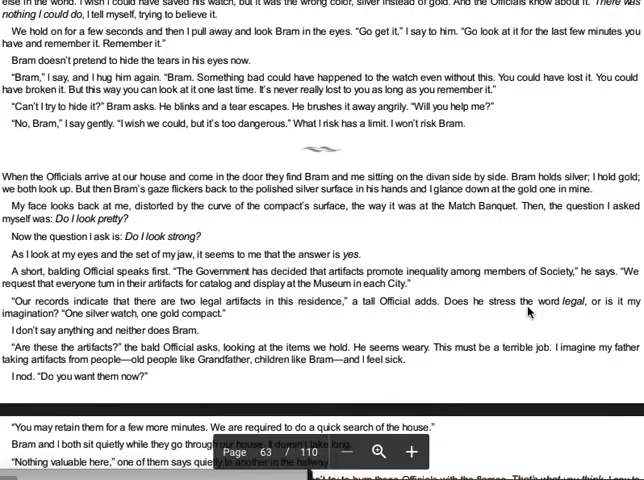 else in the world. I wish I could have saved his watch, but it was the wrong color, silver instead of gold. And the Officials know about it. There was
nothing I could do, I tell myself, trying to believe it.
We hold on for a few seconds and then I pull away and look Bram in the eyes. “Go get it,” I say to him. “Go look at it for the last few minutes you
have and remember it. Remember it.”
Bram doesn’t pretend to hide the tears in his eyes now.
“Bram,” I say, and I hug him again. “Bram. Something bad could have happened to the watch even without this. You could have lost it. You could
have broken it. But this way you can look at it one last time. It’s never really lost to you as long as you remember it.”
“Can’t I try to hide it?” Bram asks. He blinks and a tear escapes. He brushes it away angrily. “Will you help me?”
“No, Bram,” I say gently. “I wish we could, but it’s too dangerous.” What I risk has a limit. I won’t risk Bram.
When the Officials arrive at our house and come in the door they find Bram and me sitting on the divan side by side. Bram holds silver; I hold gold;
we both look up. But then Bram’s gaze flickers back to the polished silver surface in his hands and I glance down at the gold one in mine.
My face looks back at me, distorted by the curve of the compact’s surface, the way it was at the Match Banquet. Then, the question I asked
myself was: Do I look pretty?
Now the question I ask is: Do I look strong?
As I look at my eyes and the set of my jaw, it seems to me that the answer is yes.
A short, balding Official speaks first. “The Government has decided that artifacts promote inequality among members of Society,” he says. “We
request that everyone turn in their artifacts for catalog and display at the Museum in each City.”
“Our records indicate that there are two legal artifacts in this residence,” a tall Official adds. Does he stress the word legal, or is it my
imagination? “One silver watch, one gold compact.”
I don’t say anything and neither does Bram.
“Are these the artifacts?” the bald Official asks, looking at the items we hold. He seems weary. This must be a terrible job. I imagine my father
taking artifacts from people—old people like Grandfather, children like Bram—and I feel sick.
I nod. “Do you want them now?”
“You may retain them for a few more minutes. We are required to do a quick search of the house.”
Bram and I both sit quietly while they go through our house. It doesn’t take long.
Page 63 / 110
“Nothing valuable here,” one of them says quietly to another in the hallway.